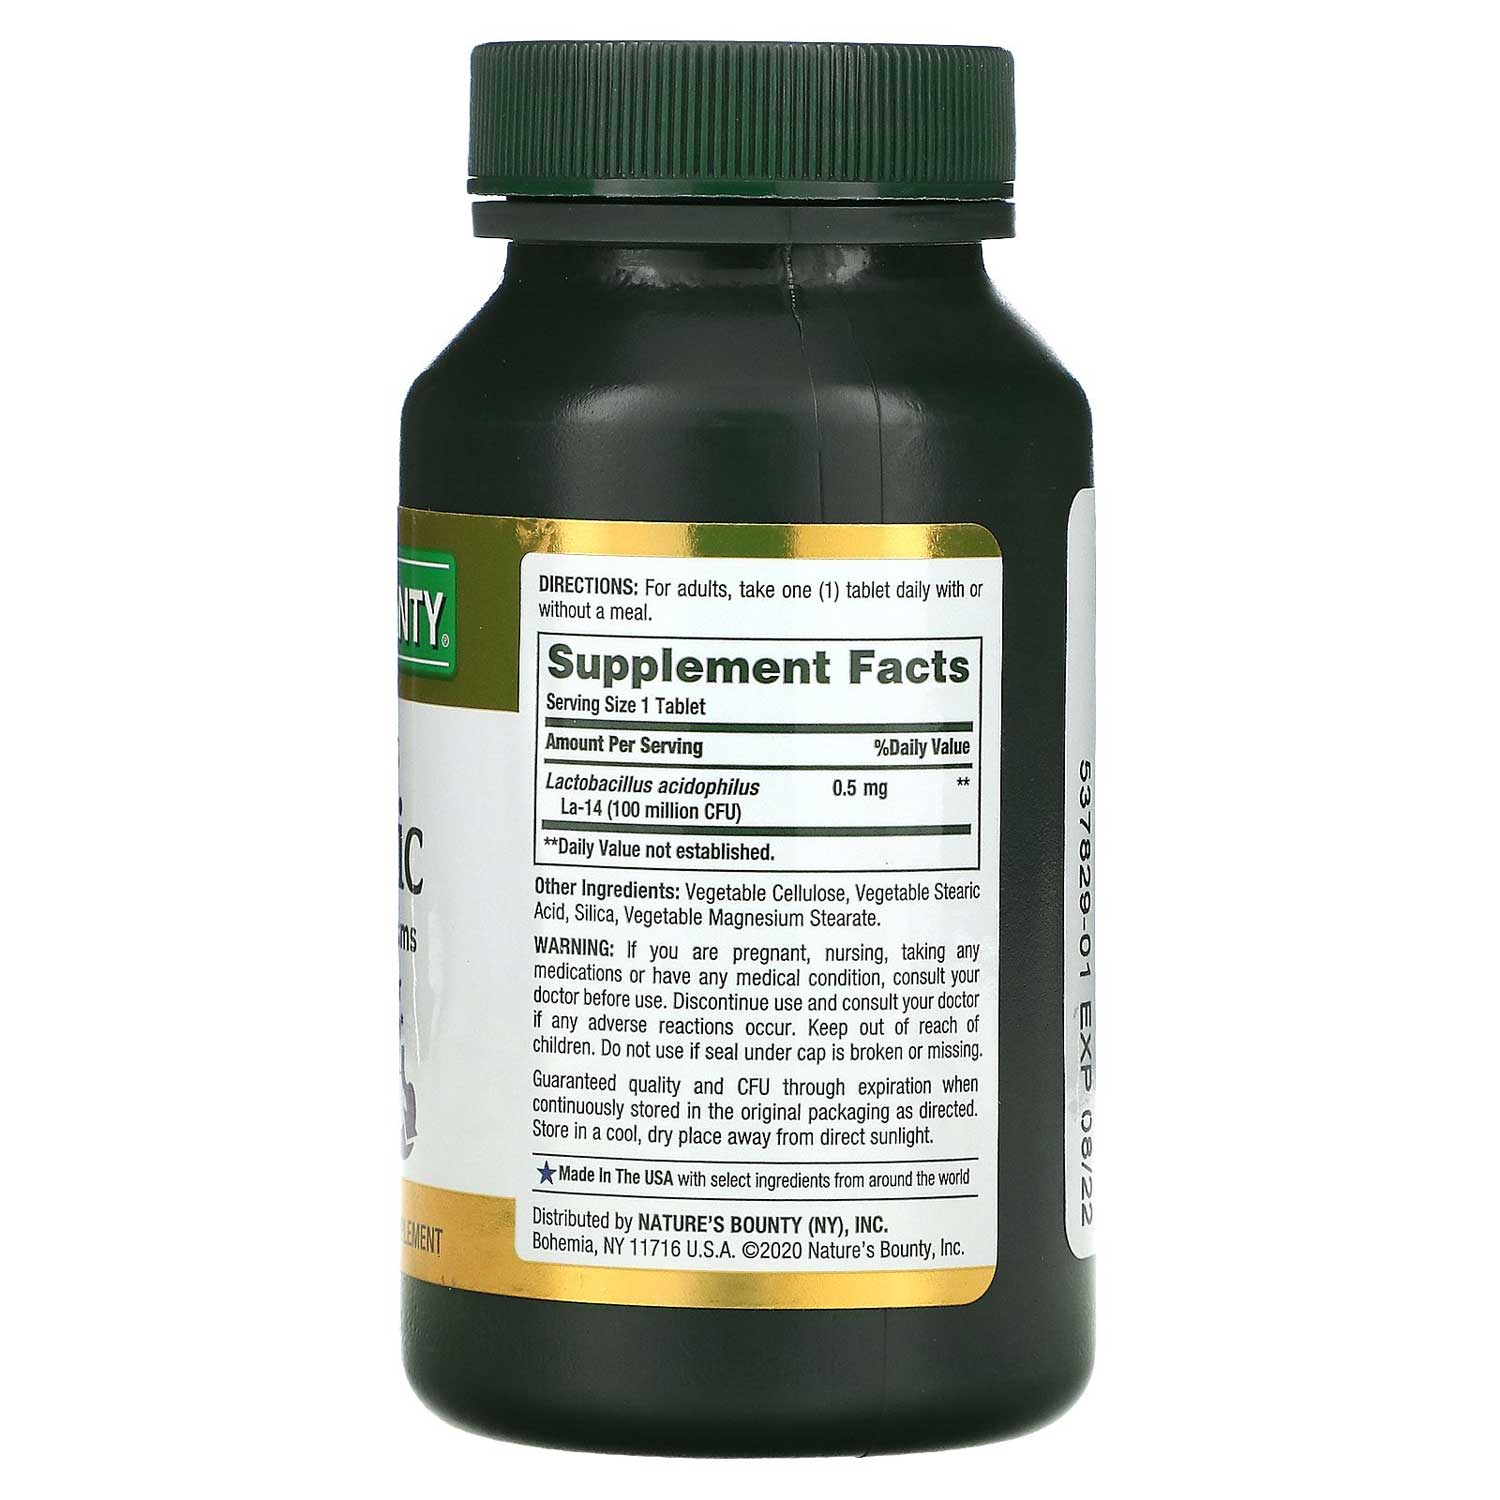 DIRECTIONS: For adults, take one (1) tablet daily with or
without a meal.
Supplement Facts
Serving Size 1 Tablet
Amount Per Serving %Daily Value
Lactobacillus acidophilus 0.5 mg **
La-14 (100 million CFU)
**Daily Value not established.
Other Ingredients: Vegetable Cellulose, Vegetable Stearic
Acid, Silica, Vegetable Magnesium Stearate.
WARNING: If you are pregnant, nursing, taking any
medications or have any medical condition, consult your
doctor before use. Discontinue use and consult your doctor
if any adverse reactions occur. Keep out of reach of
children. Do not use if seal under cap is broken or missing.
Guaranteed quality and CFU through expiration when
continuously stored in the original packaging as directed.
Store in a cool, dry place away from direct sunlight.
Made In The USA with select ingredients from around the world
Distributed by NATURE'S BOUNTY (NY), INC.
Bohemia, NY 11716 U.S.A. ©2020 Nature's Bounty, Inc.
537829-01 EXP 08/22